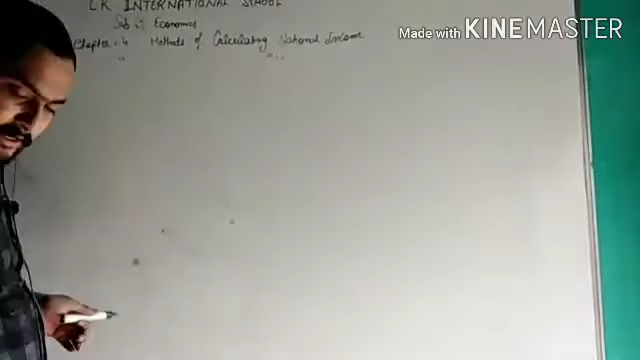 L K INTERNATIONAL SCHOOL
Sub :- Economics
Chapter - 4 Methods of Calculating National Income
Made with KINEMASTER